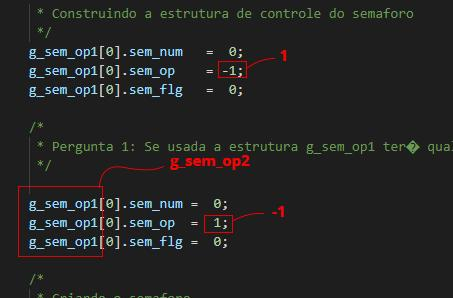 * Construindo a estrutura de controle do semaforo
*/
g_sem_op1[0].sem_num = 0;
g_sem_op1[0].sem_op = -1;
1
g_sem_op1[0].sem_flg = 0;
/*
* Pergunta 1: Se usada a estrutura g_sem_op1 ter� qual
*/
g_sem_op2
g_sem_op1[0].sem_num = 0;
g_sem_op1[0].sem_op = 1;
-1
g_sem_op1[0].sem_flg = 0;
/*
* Criando o semaforo